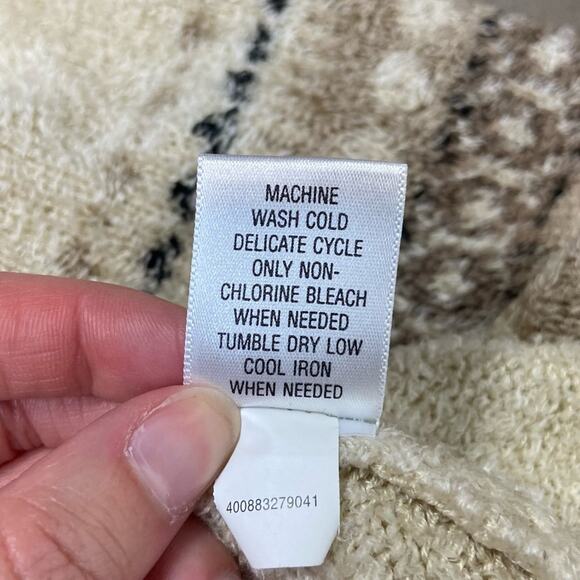 MACHINE
WASH COLD
DELICATE CYCLE
ONLY NON-
CHLORINE BLEACH
WHEN NEEDED
TUMBLE DRY LOW
COOL IRON
WHEN NEEDED
400883279041